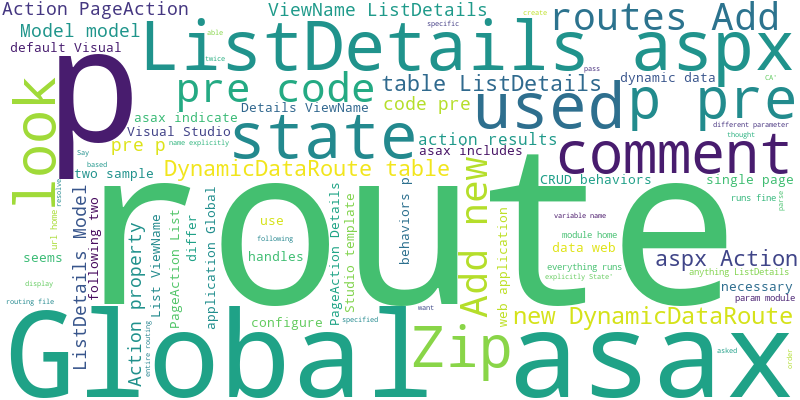 Action PageAction
ViewName ListDetails
specific
create
routes Add
Model model
default Visual
able
twice
ListDetails aspx
p
look
pre code
table ListDetails
pass
dynamic data
CA'
Details ViewName
code pre
used
p pre
asax indicate
Visual Studio
name explicitly
state
action results
different parameter
thought
pre p
asax includes
comment
Say
based
two sample
DynamicDataRoute table
CRUD behaviors
single page
resolve
route
ListDetails Model
following two
url home
seems
display
routing file
Action property
entire routing
List ViewName
PageAction List
differ
application Global
use
following
handles
configure
PageAction Details
Studio template
specified
behaviors p
want
Add new
web application
variable name
module home
data web
everything runs
explicitly State'
runs fine
parse
aspx Action
anything ListDetails
necessary
param module
new DynamicDataRoute
Global
Zip
asax
asked
order